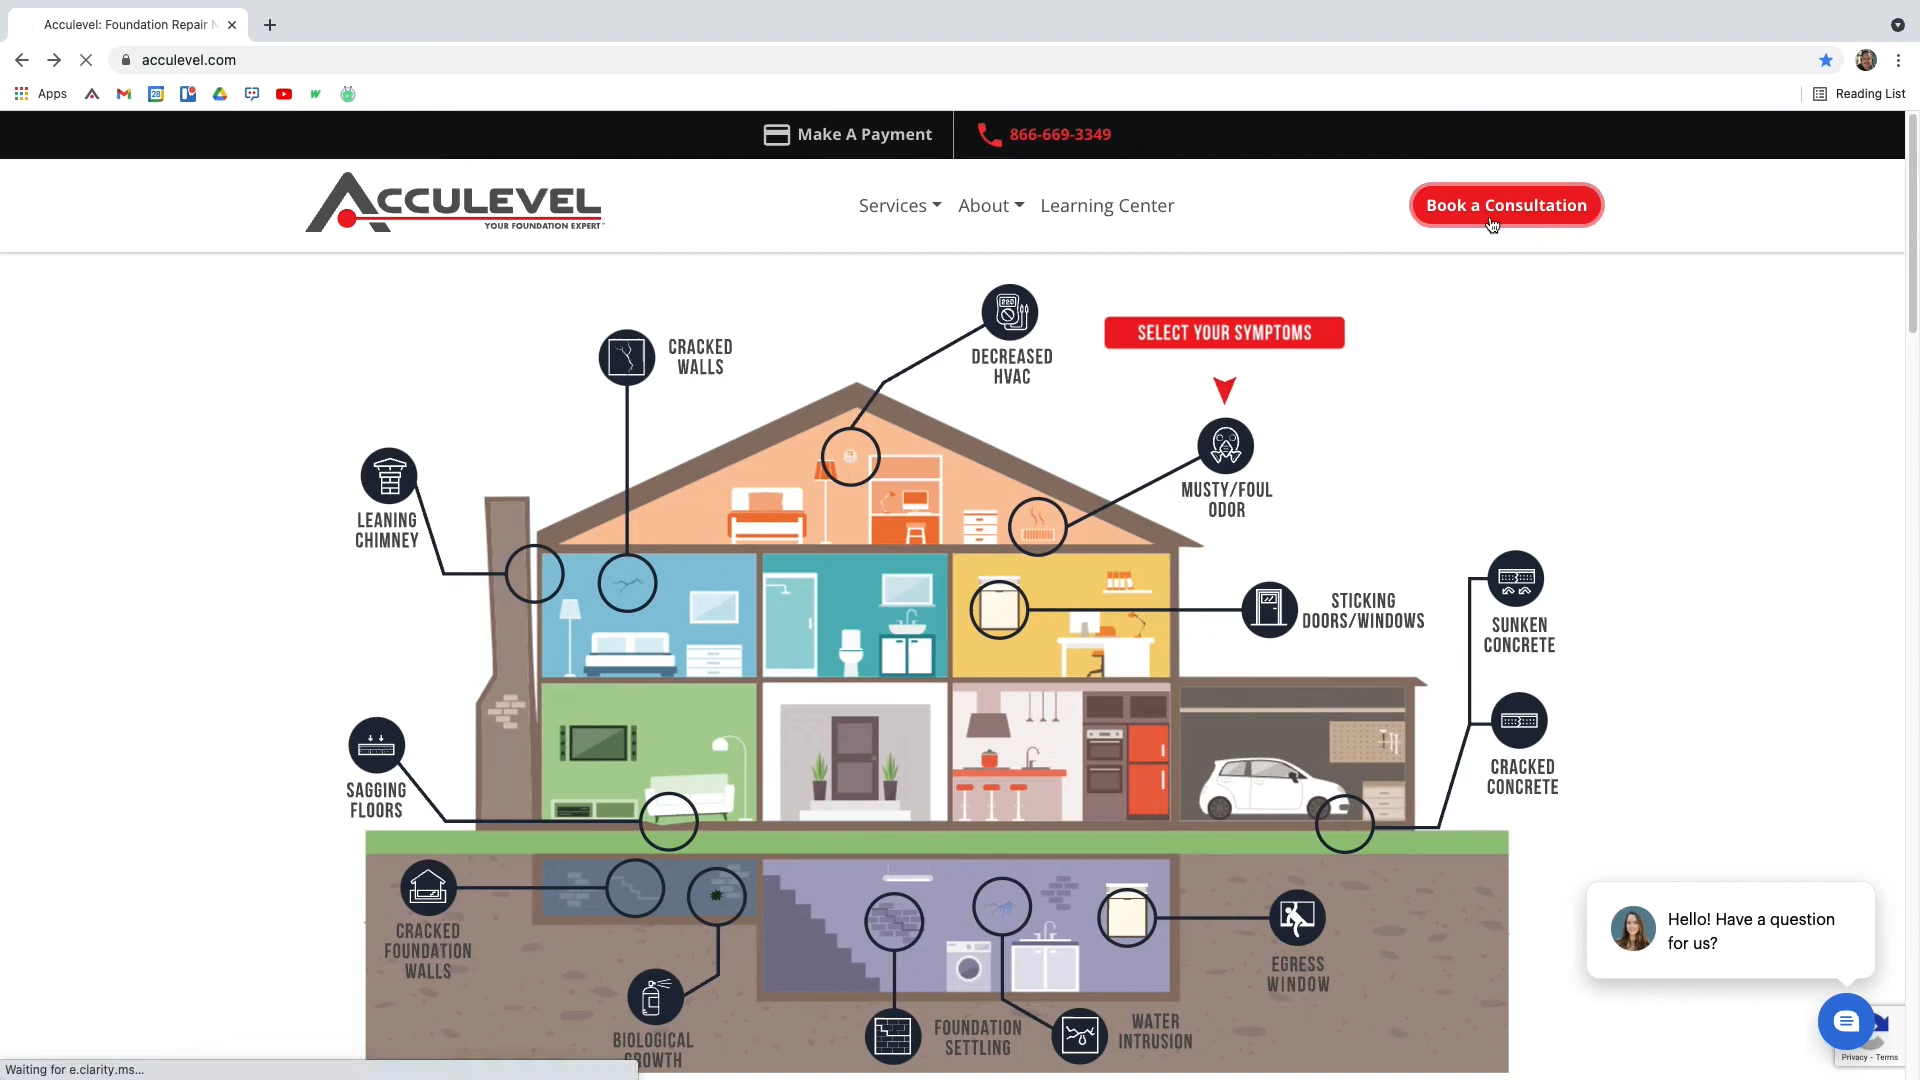 Acculevel: Foundation Repair N
acculevel.com
Apps
28
Reading List
Make A Payment
866-669-3349
ACCULEVEL
YOUR FOUNDATION EXPERT™
Services
About
Learning Center
Book a Consultation
SELECT YOUR SYMPTOMS
CRACKED
WALLS
DECREASED
HVAC
MUSTY/FOUL
ODOR
LEANING
CHIMNEY
STICKING
DOORS/WINDOWS
SUNKEN
CONCRETE
SAGGING
FLOORS
CRACKED
CONCRETE
CRACKED
FOUNDATION
WALLS
EGRESS
WINDOW
BIOLOGICAL
GROWTH
FOUNDATION
SETTLING
WATER
INTRUSION
Hello! Have a question
for us?
Privacy - Terms
Waiting for e.clarity.ms...